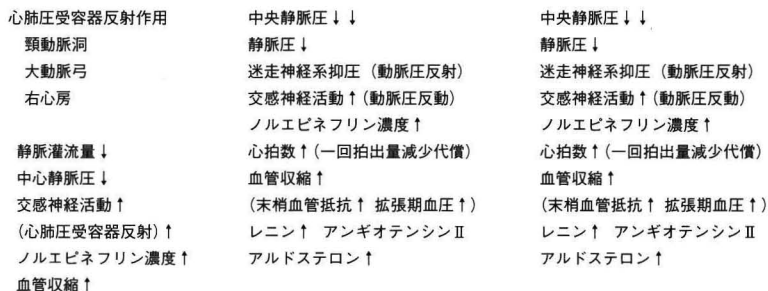 心肺圧受容器反射作用
頸動脈洞
大動脈弓
右心房
静脈灌流量↓
中心静脈圧↓
交感神経活動↑
(心肺圧受容器反射)↑
ノルエピネフリン濃度↑
血管収縮↑
中央静脈圧↓↓
静脈圧↓
迷走神経系抑圧(動脈圧反射)
交感神経活動↑(動脈圧反動)
ノルエピネフリン濃度↑
心拍数↑(一回拍出量減少代償)
血管収縮↑
(末梢血管抵抗↑ 拡張期血圧↑)
レニン↑ アンギオテンシンⅡ
アルドステロン↑
中央静脈圧↓↓
静脈圧↓
迷走神経系抑圧(動脈圧反射)
交感神経活動↑(動脈圧反動)
ノルエピネフリン濃度↑
心拍数↑(一回拍出量減少代償)
血管収縮↑
(末梢血管抵抗↑ 拡張期血圧↑)
レニン↑ アンギオテンシンⅡ
アルドステロン↑